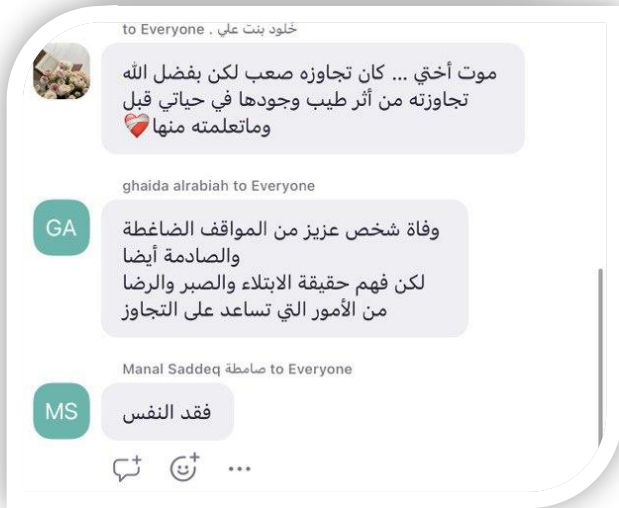 خلود بنت علي . to Everyone
موت أختي ... كان تجاوزه صعب لكن بفضل الله
تجاوزته من أثر طيب وجودها في حياتي قبل
وماتعلمته منها❤️‍🩹
ghaida alrabiah to Everyone
GA
وفاة شخص عزيز من المواقف الضاغطة
والصادمة أيضا
لكن فهم حقيقة الابتلاء والصبر والرضا
من الأمور التي تساعد على التجاوز
Manal Saddeq صامطة to Everyone
MS
فقد النفس